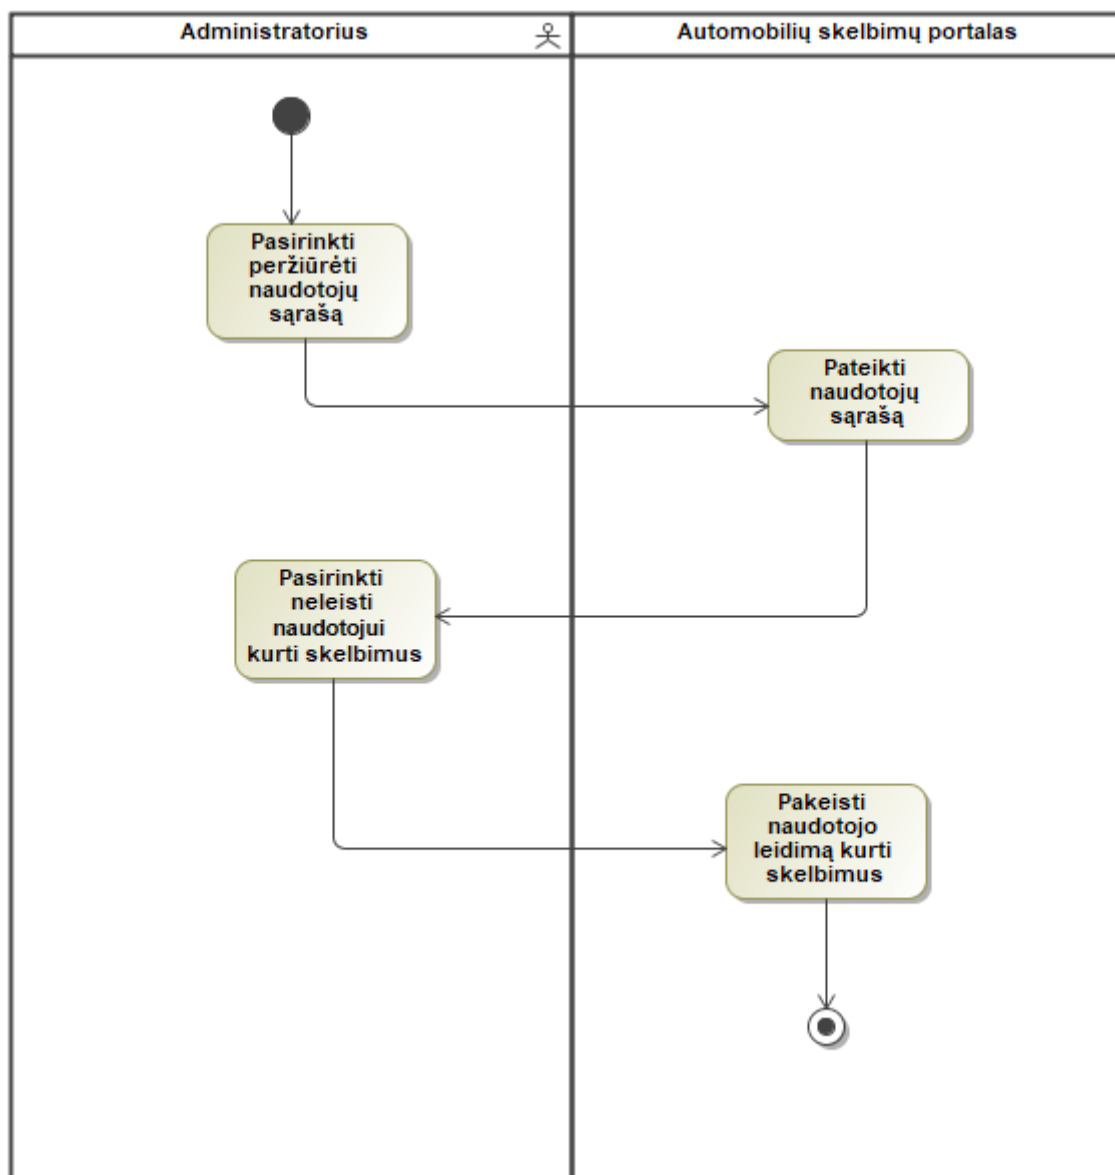 Administratorius
Automobilių skelbimų portalas
Pasirinkti
peržiūrėti
naudotojų
sąrašą
Pateikti
naudotojų
sąrašą
Pasirinkti
neleisti
naudotojui
kurti skelbimus
Pakeisti
naudotojo
leidimą kurti
skelbimus